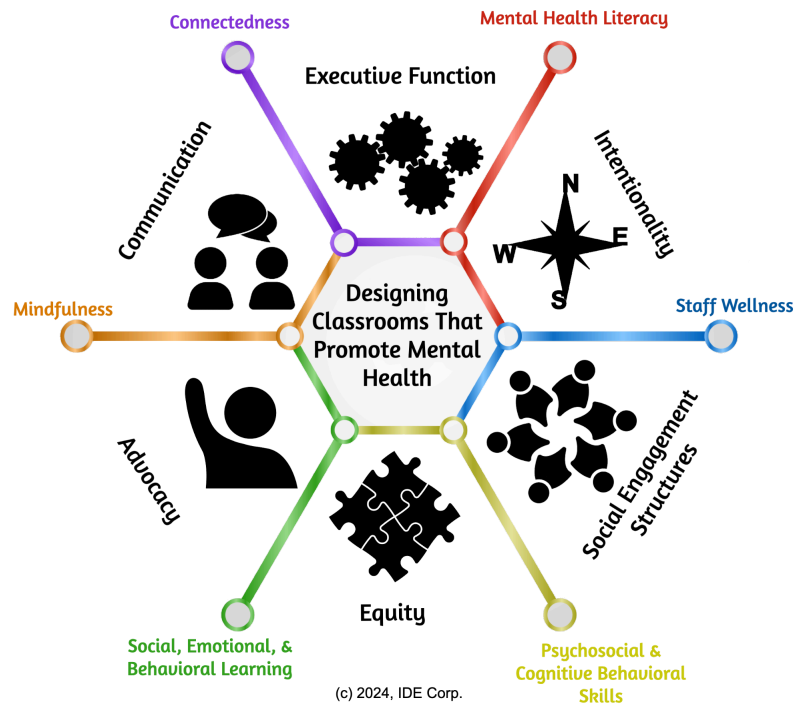 Connectedness
Mental Health Literacy
Executive Function
Communication
Intentionality
N
W
E
S
Mindfulness
Staff Wellness
Designing
Classrooms That
Promote Mental
Health
Advocacy
Social Engagement
Structures
Equity
Social, Emotional, &
Behavioral Learning
Psychosocial &
Cognitive Behavioral
Skills
(c) 2024, IDE Corp.